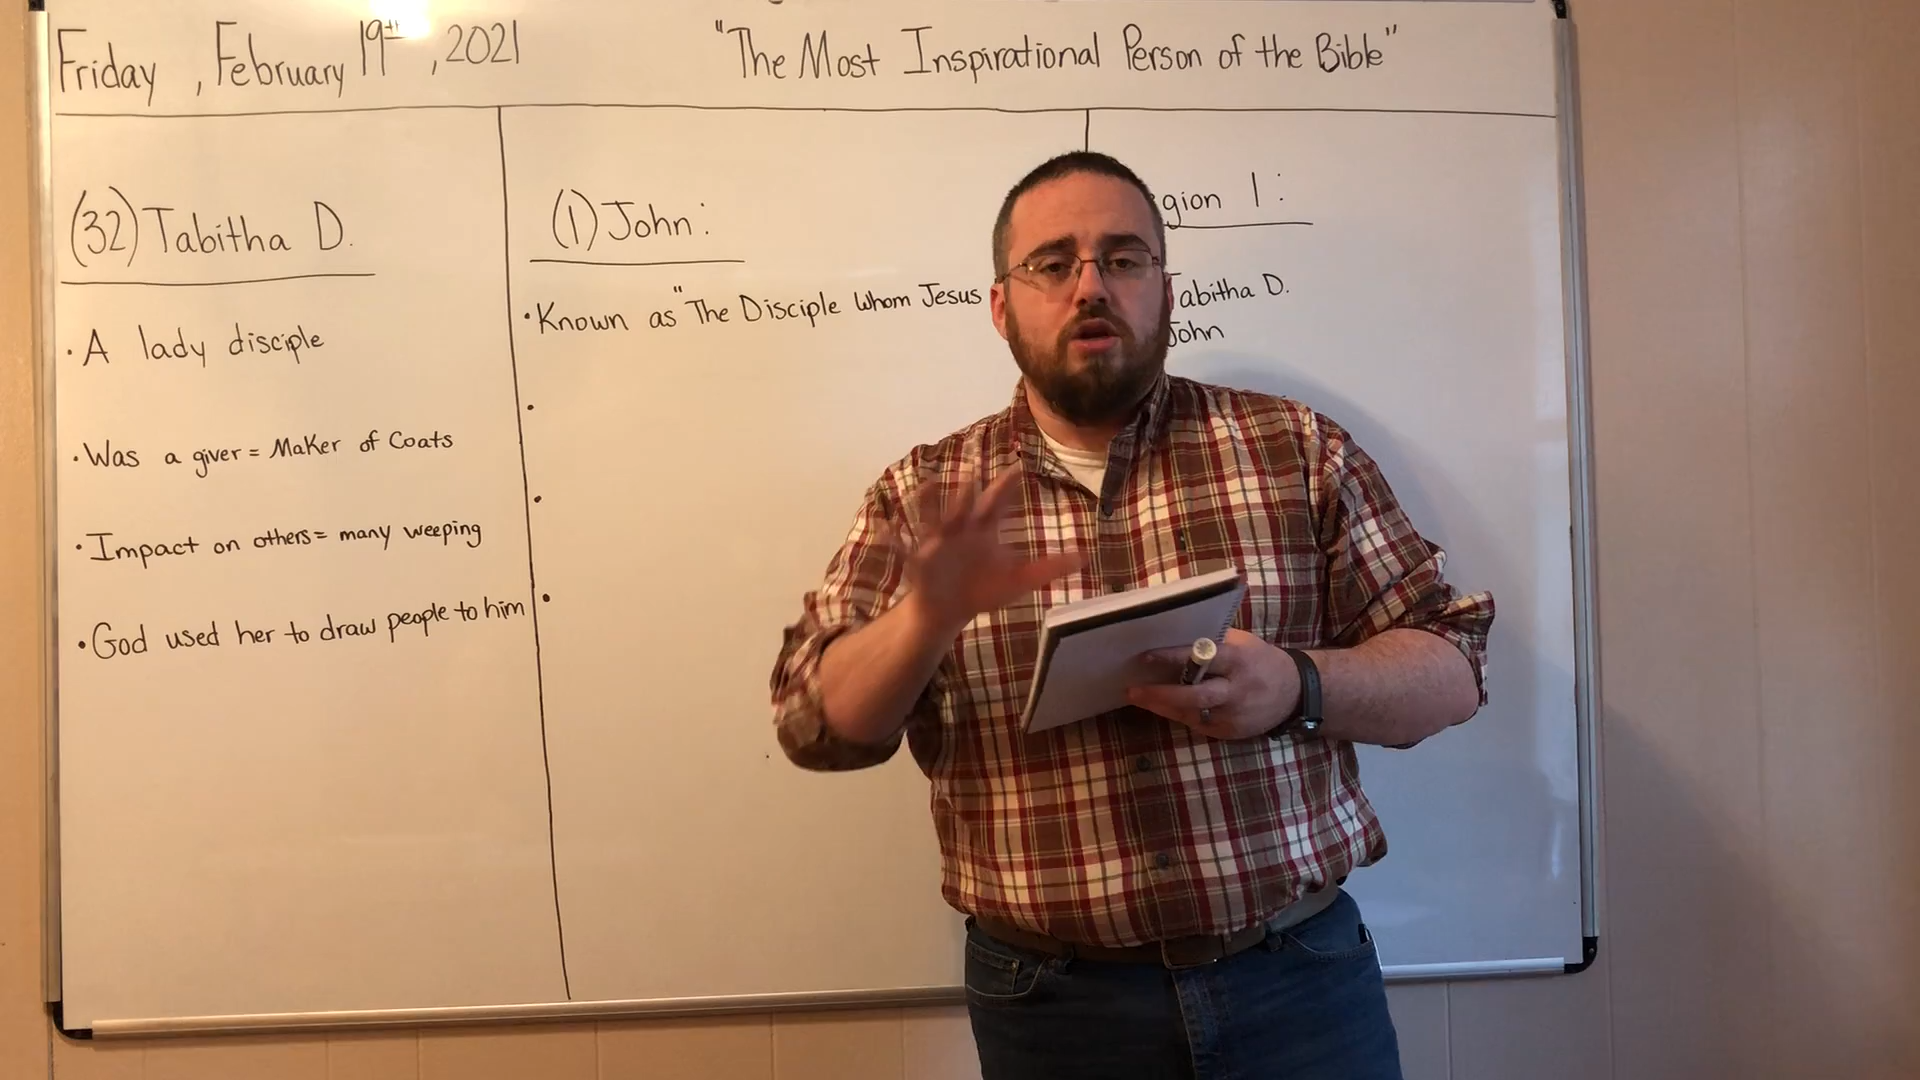 Friday, February 19th, 2021
"The Most Inspirational Person of the Bible"
(32) Tabitha D.
• A lady disciple
• Was a giver = Maker of Coats
• Impact on others = many weeping
• God used her to draw people to him
(1) John:
• Known as "The Disciple Whom Jesus
•
•
•
gion 1:
abitha D.
John